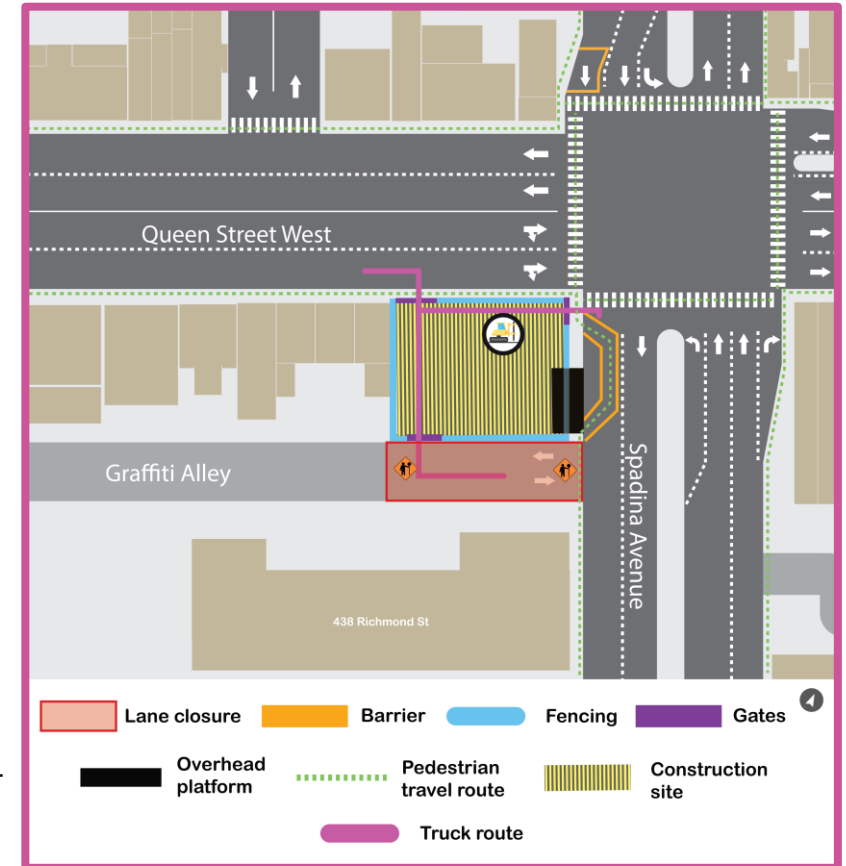 Queen Street West
Graffiti Alley
Spadina Avenue
438 Richmond St
Lane closure
Barrier
Fencing
Gates
Overhead
platform
Pedestrian
travel route
Construction
site
Truck route